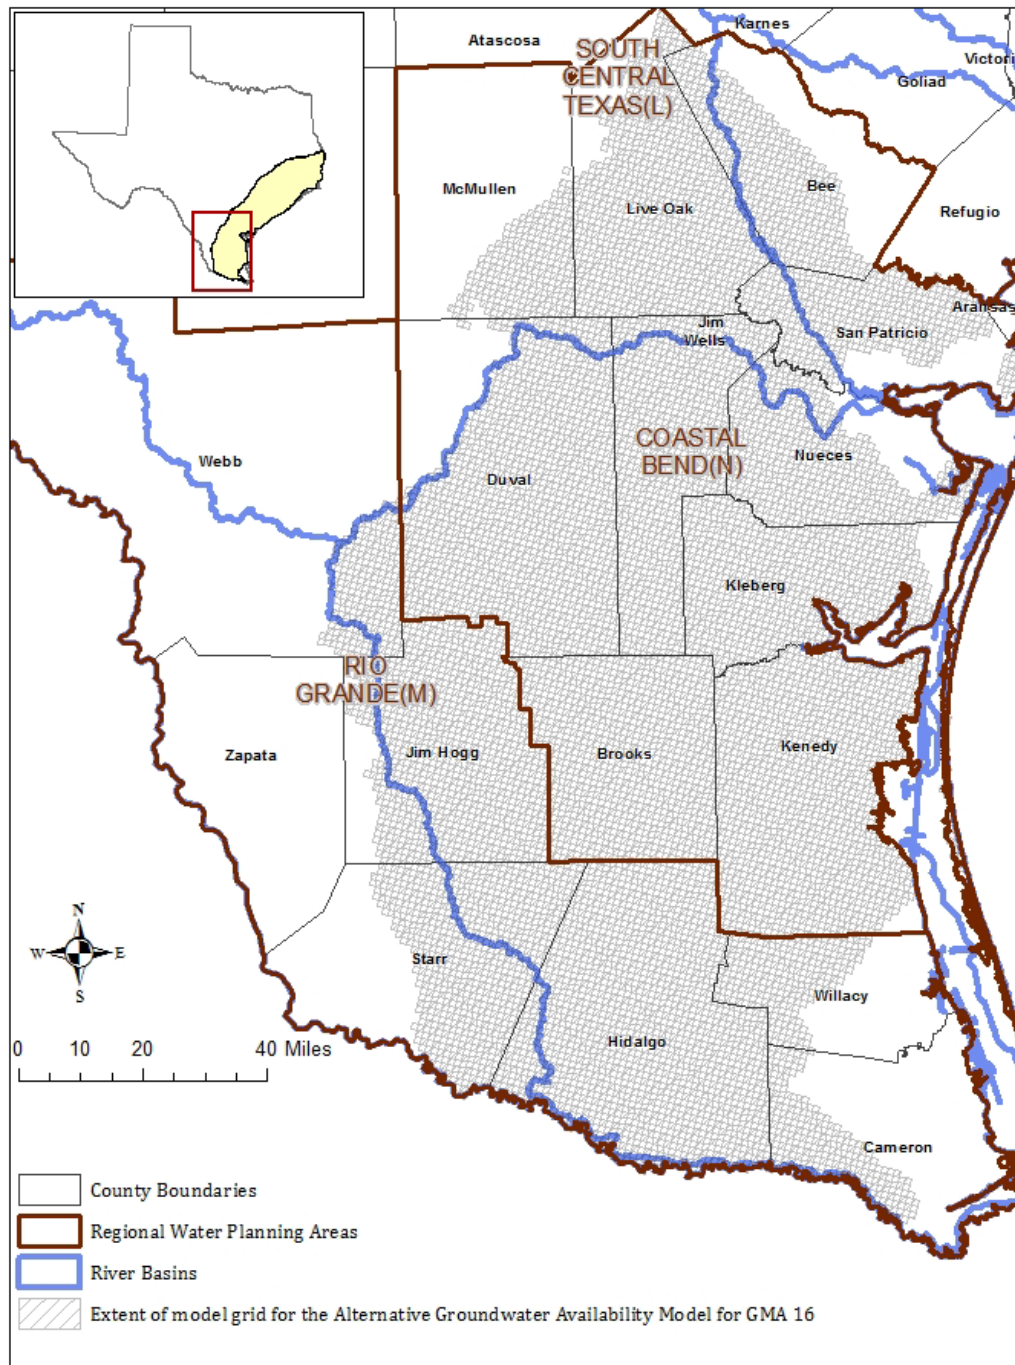 Karnes
Atascosa
SOUTH
CENTRAL
TEXAS(L)
Victori
Goliad
McMullen
Bee
Live Oak
Refugio
Aransas
Jim
Wells
San Patricio
COASTAL
BEND(N)
Nueces
Webb
Duval
Kleberg
RIO
GRANDE(M)
Zapata
Jim Hogg
Brooks
Kenedy
N
W
E
S
Starr
Willacy
Hidalgo
0 10 20 40 Miles
Cameron
County Boundaries
Regional Water Planning Areas
River Basins
Extent of model grid for the Alternative Groundwater Availability Model for GMA 16